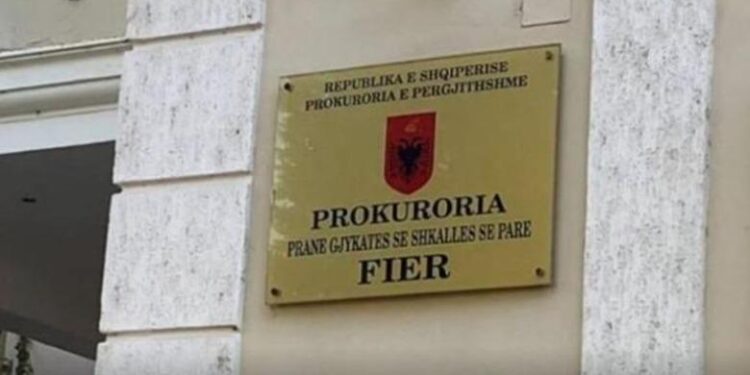 REPUBLIKA E SHQIPERISE
PROKURORIA E PERGJITHSHME
PROKURORIA
PRANE GJYKATES SE SHKALLES SE PARE
FIER